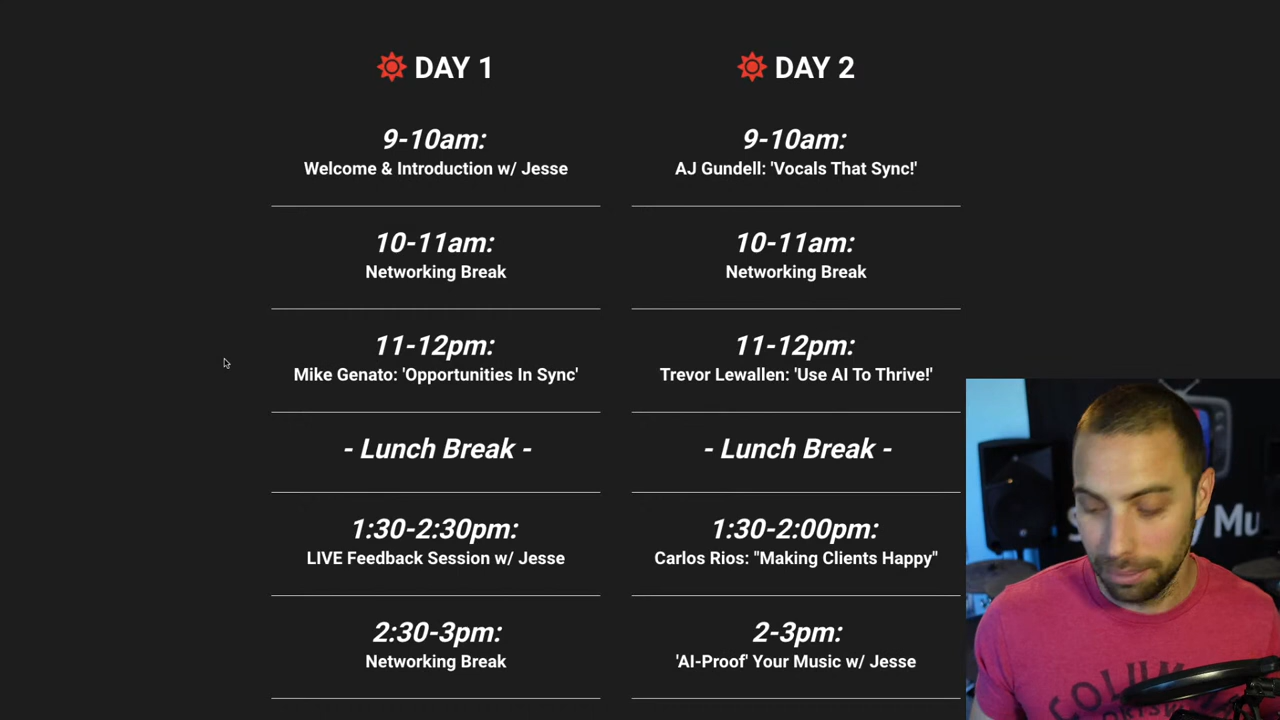 DAY 1
9-10am:
Welcome & Introduction w/ Jesse
10-11am:
Networking Break
11-12pm:
Mike Genato: 'Opportunities In Sync'
- Lunch Break -
1:30-2:30pm:
LIVE Feedback Session w/ Jesse
2:30-3pm:
Networking Break
DAY 2
9-10am:
AJ Gundell: 'Vocals That Sync!'
10-11am:
Networking Break
11-12pm:
Trevor Lewallen: 'Use AI To Thrive!'
- Lunch Break -
1:30-2:00pm:
Carlos Rios: "Making Clients Happy"
2-3pm:
'AI-Proof' Your Music w/ Jesse